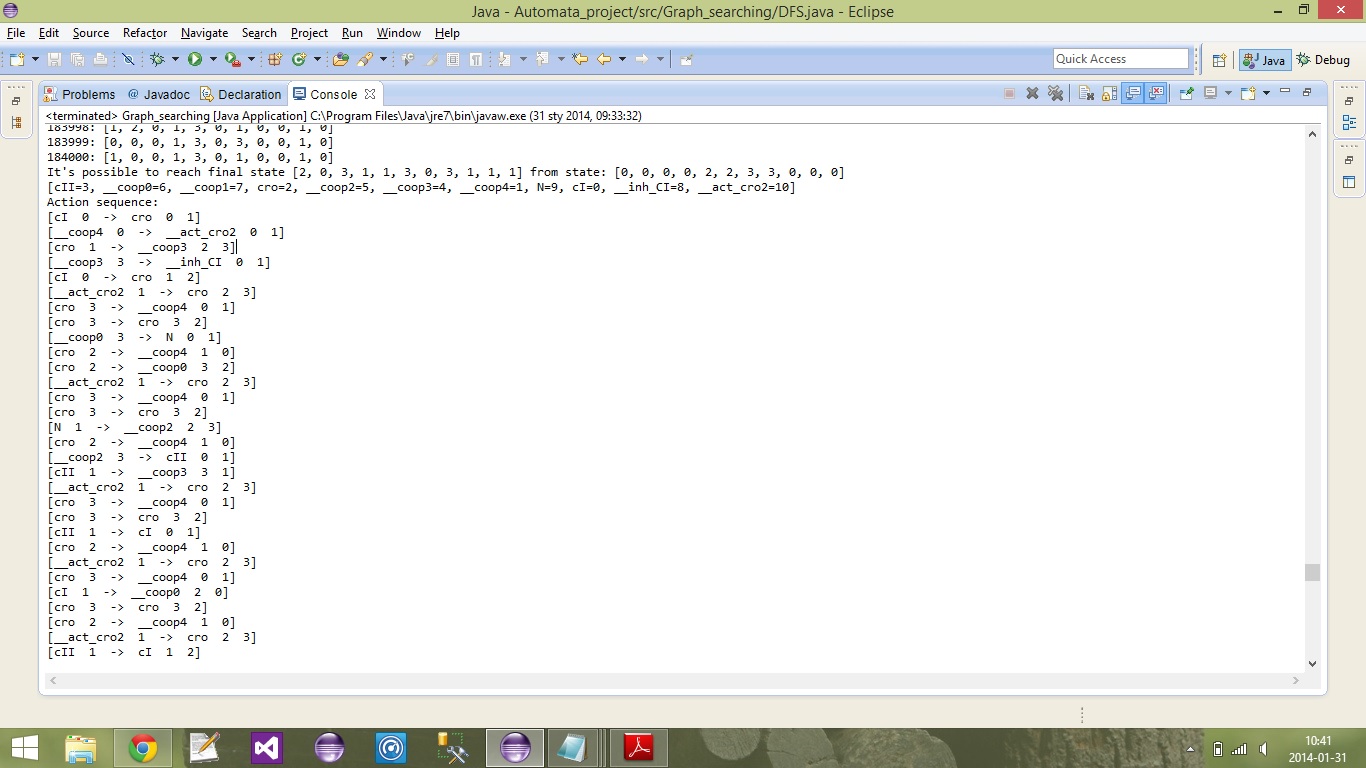 Java - Automata_project/src/Graph_searching/DFS.java - Eclipse
File Edit Source Refactor Navigate Search Project Run Window Help
Quick Access
Java
Debug
Problems @ Javadoc Declaration Console
<terminated> Graph_searching [Java Application] C:\Program Files\Java\jre7\bin\javaw.exe (31 sty 2014, 09:33:32)
183998: [1, 2, 0, 1, 3, 0, 1, 0, 0, 1, 0]
183999: [0, 0, 0, 1, 3, 0, 3, 0, 0, 1, 0]
184000: [1, 0, 0, 1, 3, 0, 1, 0, 0, 1, 0]
It's possible to reach final state [2, 0, 3, 1, 1, 3, 0, 3, 1, 1, 1] from state: [0, 0, 0, 0, 2, 2, 3, 3, 0, 0, 0]
[cII=3, __coop0=6, __coop1=7, cro=2, __coop2=5, __coop3=4, __coop4=1, N=9, cI=0, __inh_CI=8, __act_cro2=10]
Action sequence:
[cI 0 -> cro 0 1]
[__coop4 0 -> __act_cro2 0 1]
[cro 1 -> __coop3 2 3]
[__coop3 3 -> __inh_CI 0 1]
[cI 0 -> cro 1 2]
[__act_cro2 1 -> cro 2 3]
[cro 3 -> __coop4 0 1]
[cro 3 -> cro 3 2]
[__coop0 3 -> N 0 1]
[cro 2 -> __coop4 1 0]
[cro 2 -> __coop0 3 2]
[__act_cro2 1 -> cro 2 3]
[cro 3 -> __coop4 0 1]
[cro 3 -> cro 3 2]
[N 1 -> __coop2 2 3]
[cro 2 -> __coop4 1 0]
[__coop2 3 -> cII 0 1]
[cII 1 -> __coop3 3 1]
[__act_cro2 1 -> cro 2 3]
[cro 3 -> __coop4 0 1]
[cro 3 -> cro 3 2]
[cII 1 -> cI 0 1]
[cro 2 -> __coop4 1 0]
[__act_cro2 1 -> cro 2 3]
[cro 3 -> __coop4 0 1]
[cI 1 -> __coop0 2 0]
[cro 3 -> cro 3 2]
[cro 2 -> __coop4 1 0]
[__act_cro2 1 -> cro 2 3]
[cII 1 -> cI 1 2]
10:41
2014-01-31